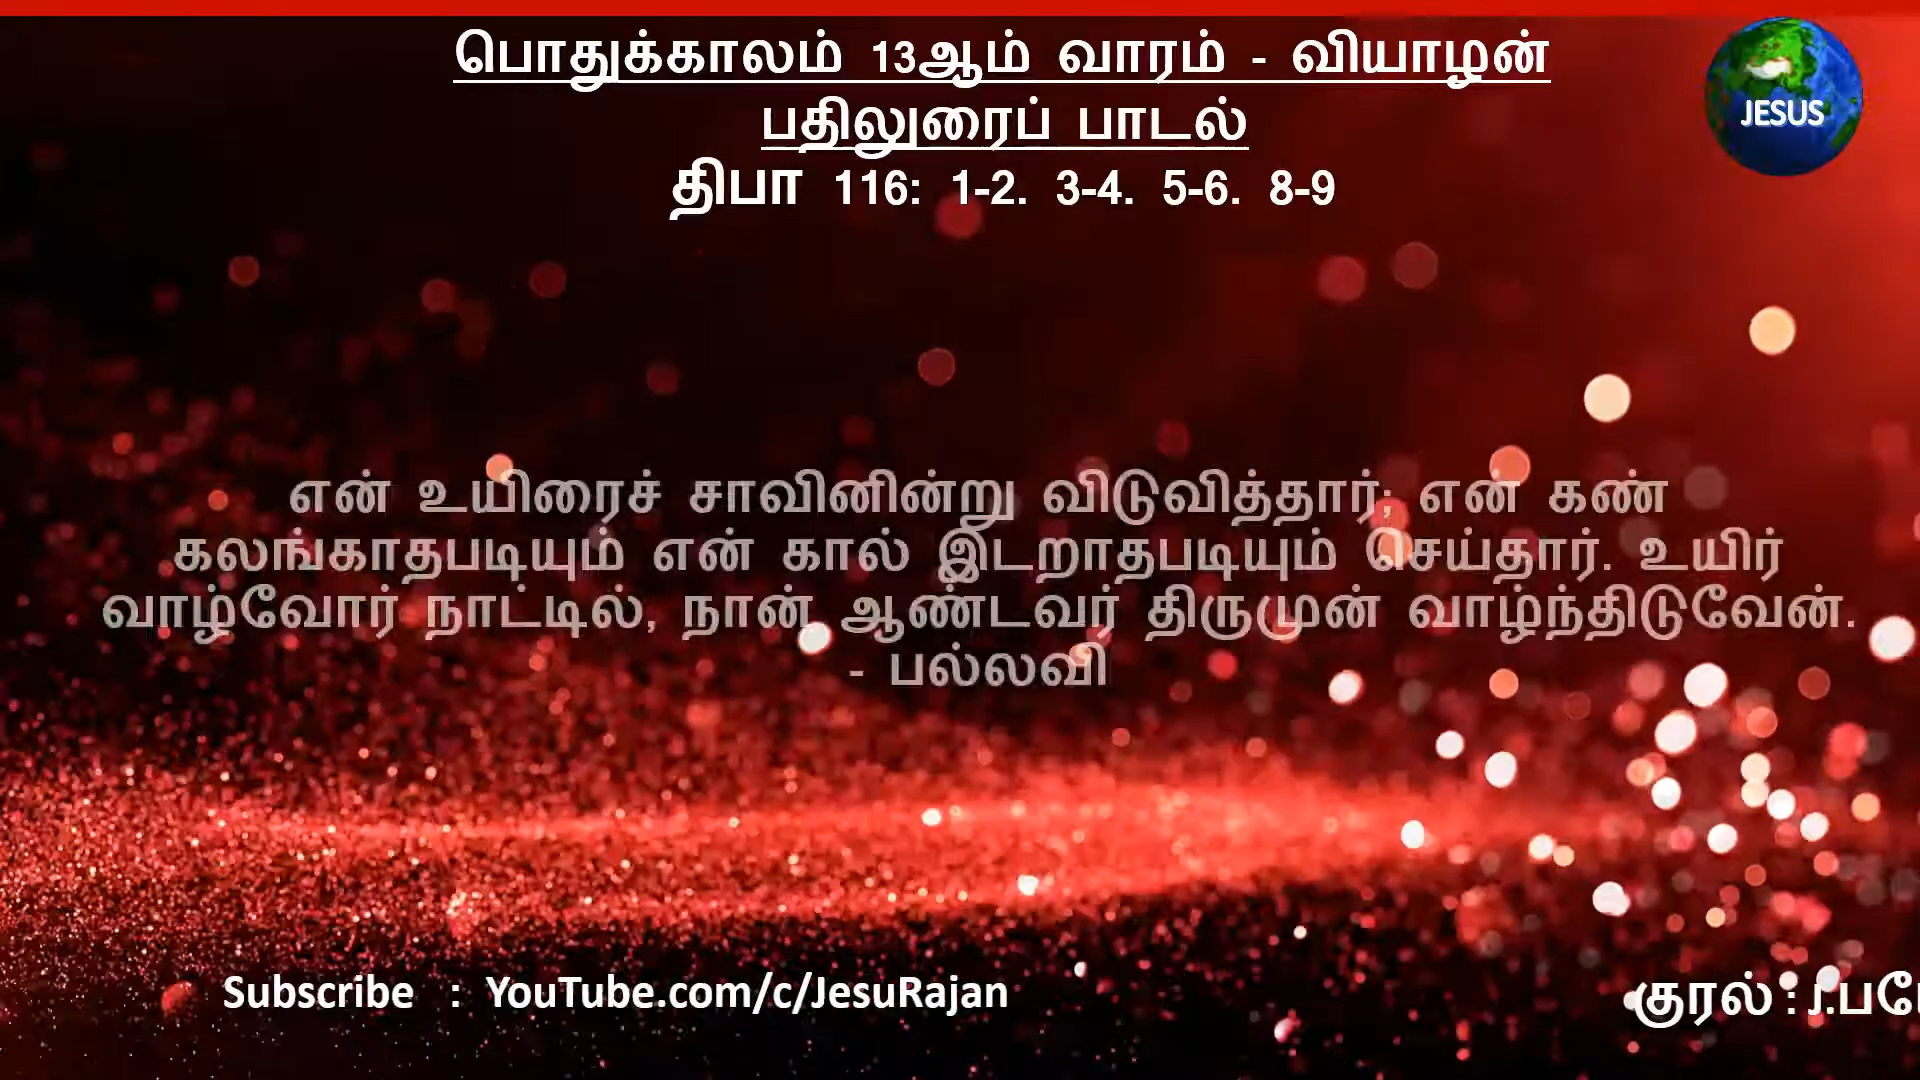 பொதுக்காலம் 13ஆம் வாரம் - வியாழன்
பதிலுரைப் பாடல்
திபா 116: 1-2. 3-4. 5-6. 8-9
JESUS
என் உயிரைச் சாவினின்று விடுவித்தார்; என் கண்
கலங்காதபடியும் என் கால் இடறாதபடியும் செய்தார். உயிர்
வாழ்வோர் நாட்டில், நான் ஆண்டவர் திருமுன் வாழ்ந்திடுவேன்.
- பல்லவி
Subscribe : YouTube.com/c/JesuRajan
குரல் : J.